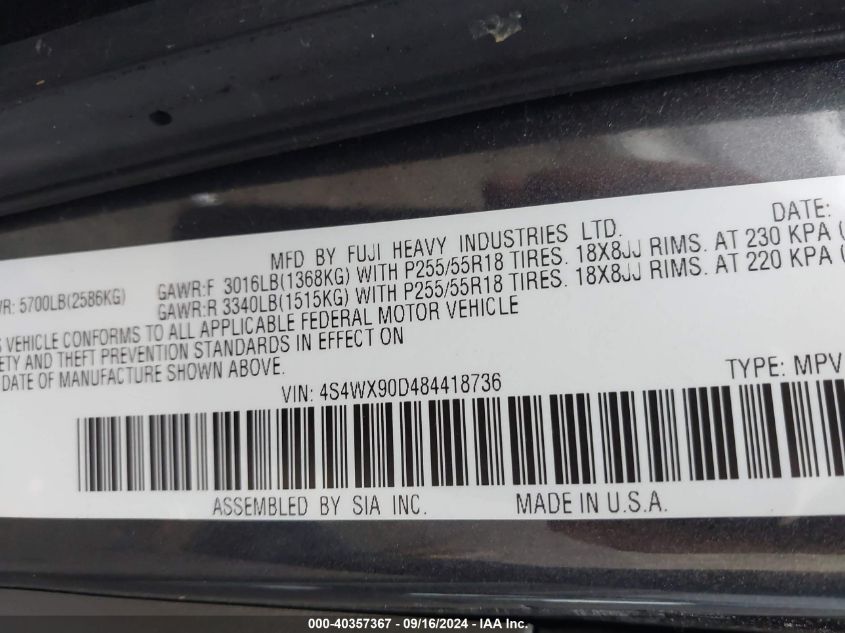 MFD BY FUJI HEAVY INDUSTRIES LTD. DATE:
WR: 5700LB(2586KG) GAWR:F 3016LB(1368KG) WITH P255/55R18 TIRES. 18X8JJ RIMS. AT 230 KPA (
GAWR:R 3340LB(1515KG) WITH P255/55R18 TIRES. 18X8JJ RIMS. AT 220 KPA (
S VEHICLE CONFORMS TO ALL APPLICABLE FEDERAL MOTOR VEHICLE
ETY AND THEFT PREVENTION STANDARDS IN EFFECT ON
DATE OF MANUFACTURE SHOWN ABOVE.
VIN: 4S4WX90D484418736 TYPE: MPV
ASSEMBLED BY SIA INC. MADE IN U.S.A.
000-40357367 - 09/16/2024 - IAA Inc.